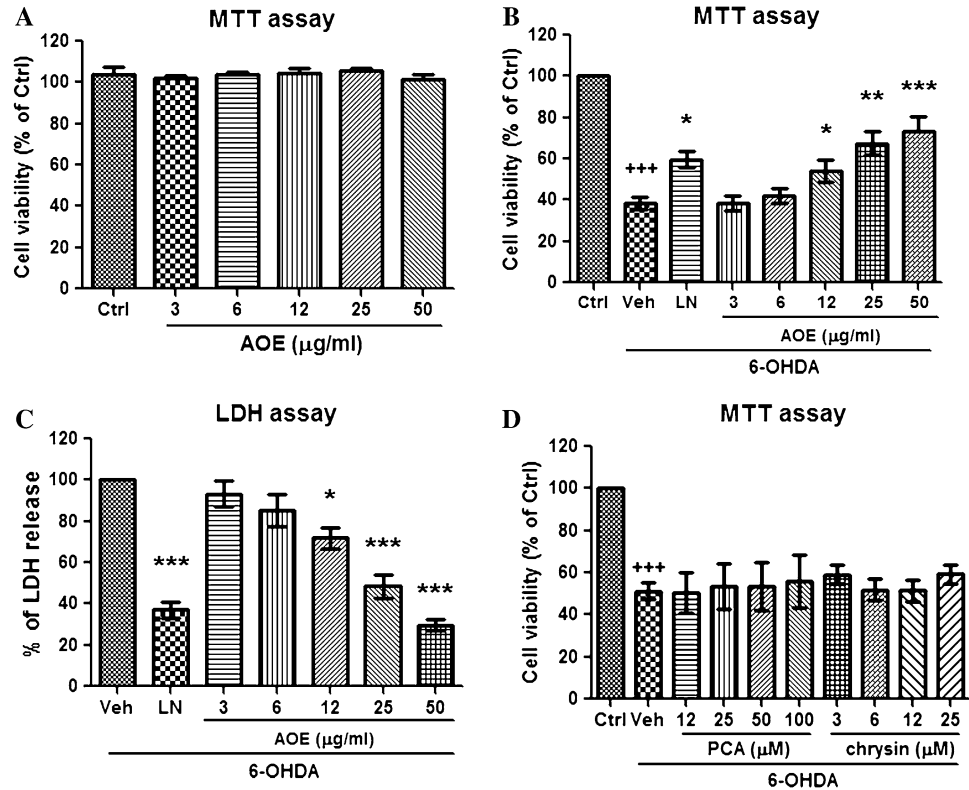 A
MTT assay
Cell viability (% of Ctrl)
120
100
80
60
40
20
0
Ctrl 3 6 12 25 50
AOE (µg/ml)
B
MTT assay
Cell viability (% of Ctrl)
120
100
80
60
40
20
0
+++
*
*
**
***
Ctrl Veh LN 3 6 12 25 50
AOE (µg/ml)
6-OHDA
C
LDH assay
% of LDH release
120
100
80
60
40
20
0
***
*
***
***
Veh LN 3 6 12 25 50
AOE (µg/ml)
6-OHDA
D
MTT assay
Cell viability (% of Ctrl)
120
100
80
60
40
20
0
+++
Ctrl Veh 12 25 50 100 3 6 12 25
PCA (µM) chrysin (µM)
6-OHDA